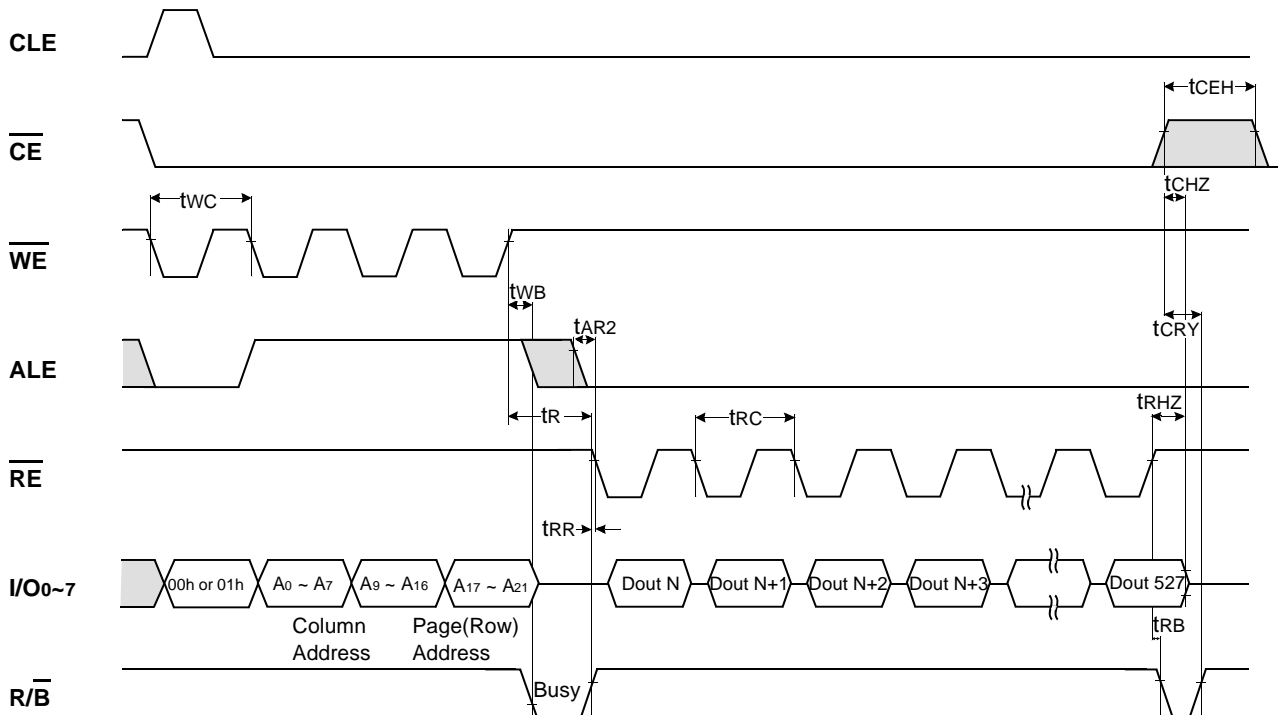 CLE
tCEH
CE
tCHZ
tWC
WE
tWB
tAR2
tCRY
ALE
tR
tRC
tRHZ
RE
tRR
I/O0~7
00h or 01h
A0 ~ A7
A9 ~ A16
A17 ~ A21
Dout N
Dout N+1
Dout N+2
Dout N+3
Dout 527
Column
Address
Page(Row)
Address
tRB
R/B
Busy